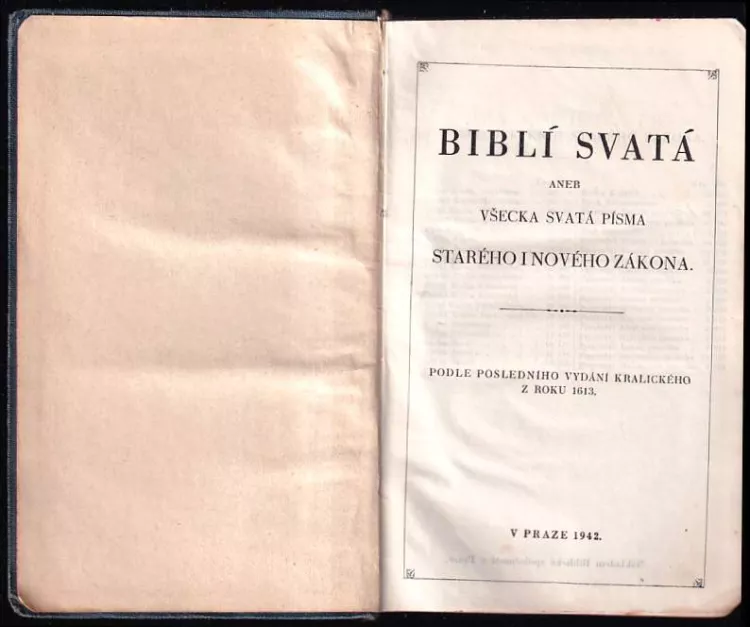 BIBLÍ SVATÁ
ANEB
VŠECKA SVATÁ PÍSMA
STARÉHO I NOVÉHO ZÁKONA.
PODLE POSLEDNÍHO VYDÁNÍ KRALICKÉHO
Z ROKU 1613.
V PRAZE 1942.